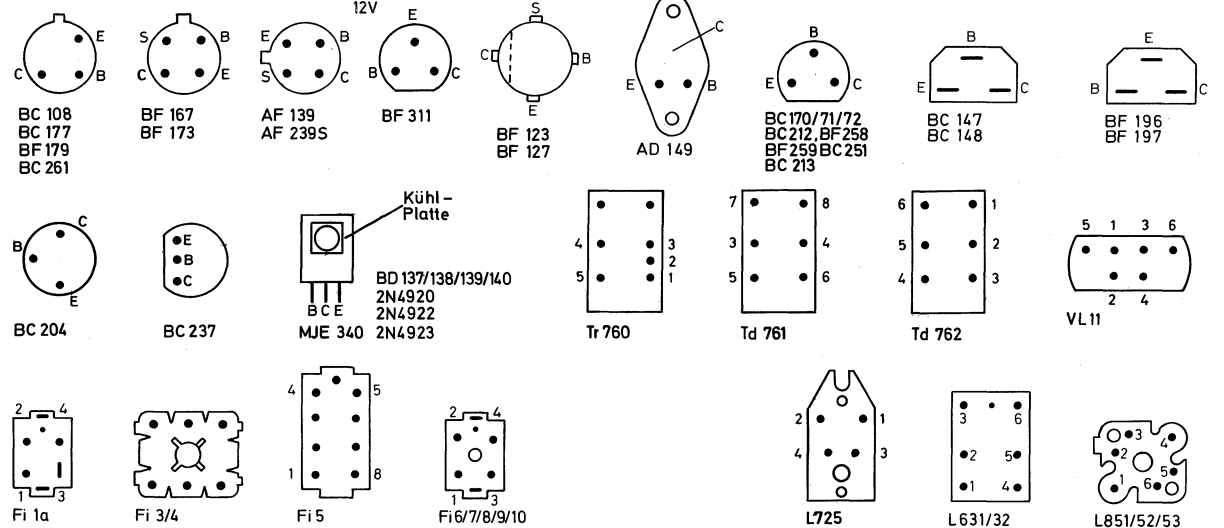 12V
E
C
B
BC 108
BC 177
BF 179
BC 261
S
B
C
E
BF 167
BF 173
E
B
S
C
AF 139
AF 239S
E
B
C
BF 311
S
C
B
E
BF 123
BF 127
C
E
B
AD 149
B
E
C
BC170/71/72
BC212, BF258
BF259 BC251
BC 213
B
E
C
BC 147
BC 148
E
B
C
BF 196
BF 197
C
B
E
BC 204
E
B
C
BC 237
Kühl-
Platte
B C E
MJE 340
BD 137/138/139/140
2N4920
2N4922
2N4923
4 3
2
5 1
Tr 760
7 8
3 4
5 6
Td 761
6 1
5 2
4 3
Td 762
5 1 3 6
2 4
VL11
2 4
1 3
Fi 1a
Fi 3/4
4 5
1 8
Fi 5
2 4
1 3
Fi6/7/8/9/10
2 1
4 3
L725
3 6
2 5
1 4
L631/32
3 4
2
5
1 6
L851/52/53